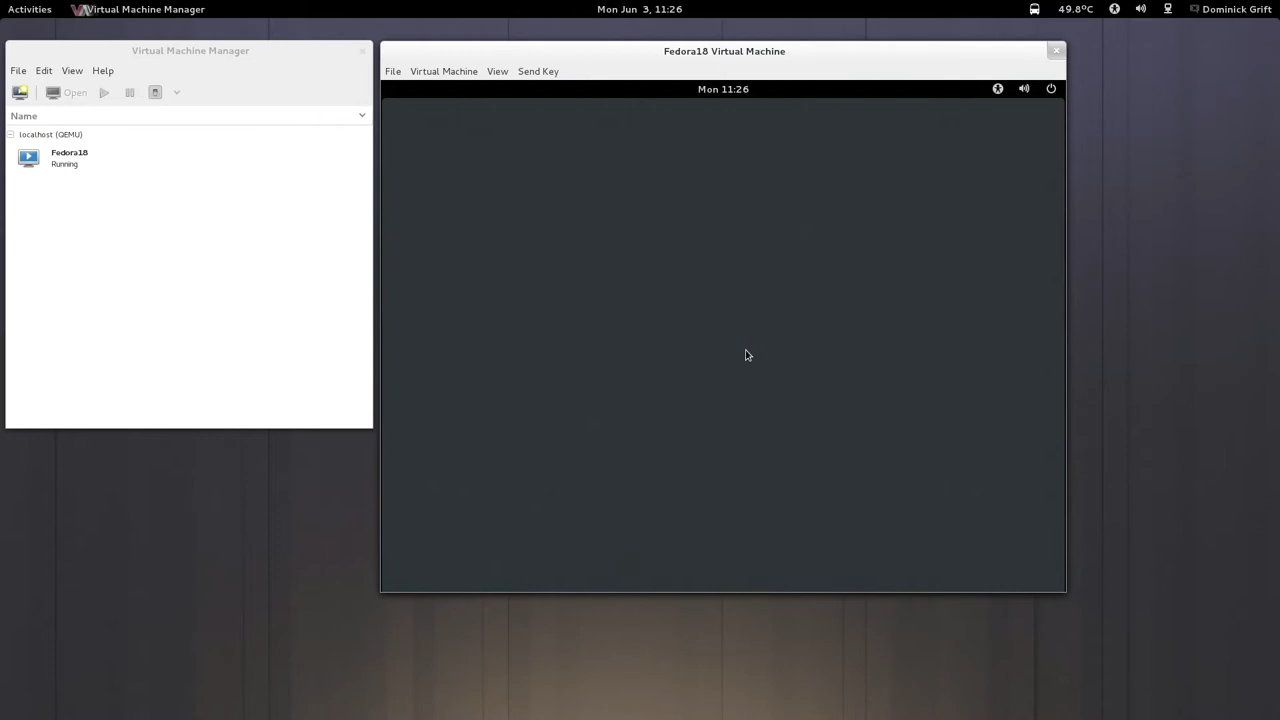 Activities Virtual Machine Manager Mon Jun 3, 11:26 49.8°C Dominick Grift
Virtual Machine Manager
File Edit View Help
Open
Name
localhost (QEMU)
Fedora18
Running
Fedora18 Virtual Machine
File Virtual Machine View Send Key
Mon 11:26